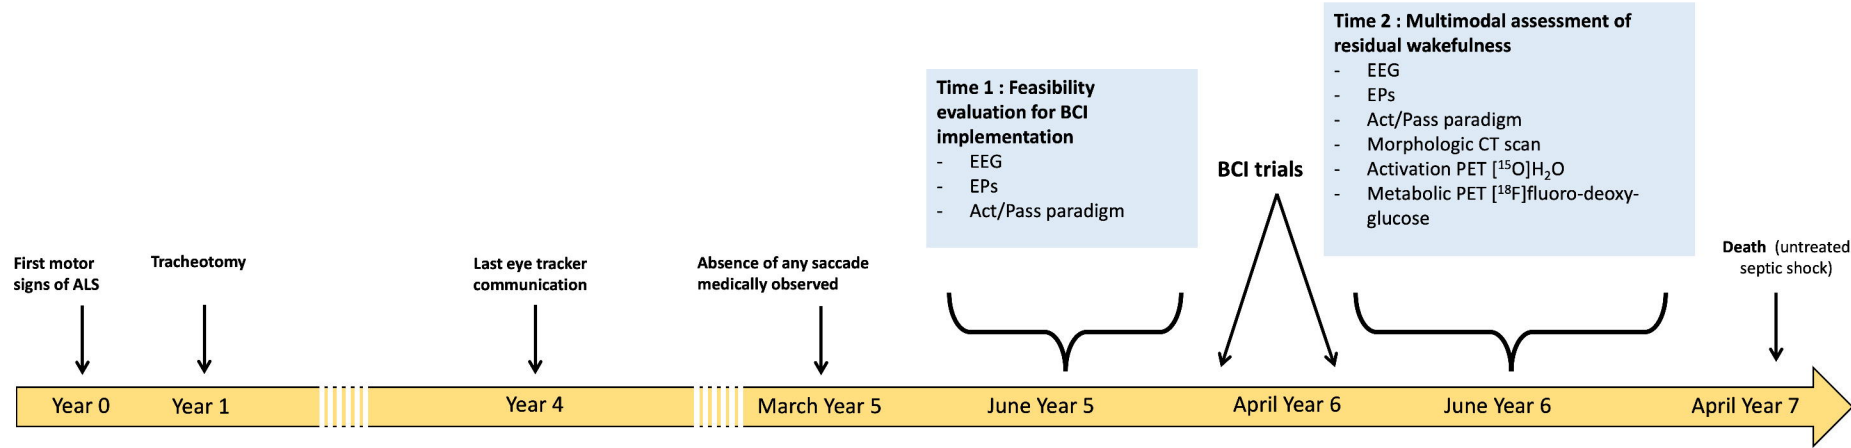 Time 1 : Feasibility
evaluation for BCI
implementation
- EEG
- EPs
- Act/Pass paradigm
BCI trials
Time 2 : Multimodal assessment of
residual wakefulness
- EEG
- EPs
- Act/Pass paradigm
- Morphologic CT scan
- Activation PET [¹⁵O]H₂O
- Metabolic PET [¹⁸F]fluoro-deoxy-
glucose
First motor
signs of ALS
Tracheotomy
Last eye tracker
communication
Absence of any saccade
medically observed
Death (untreated
septic shock)
Year 0
Year 1
Year 4
March Year 5
June Year 5
April Year 6
June Year 6
April Year 7